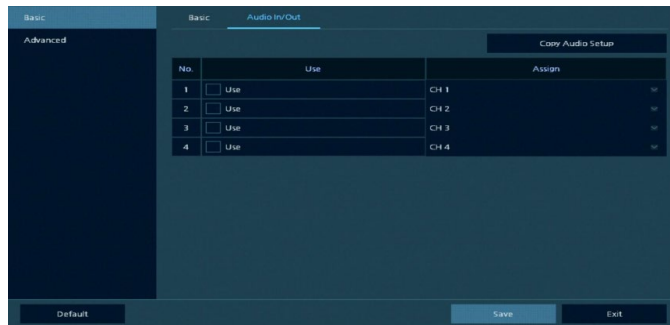 Basic
Advanced
Basic Audio In/Out
Copy Audio Setup
No. Use Assign
1 Use CH 1
2 Use CH 2
3 Use CH 3
4 Use CH 4
Default Save Exit